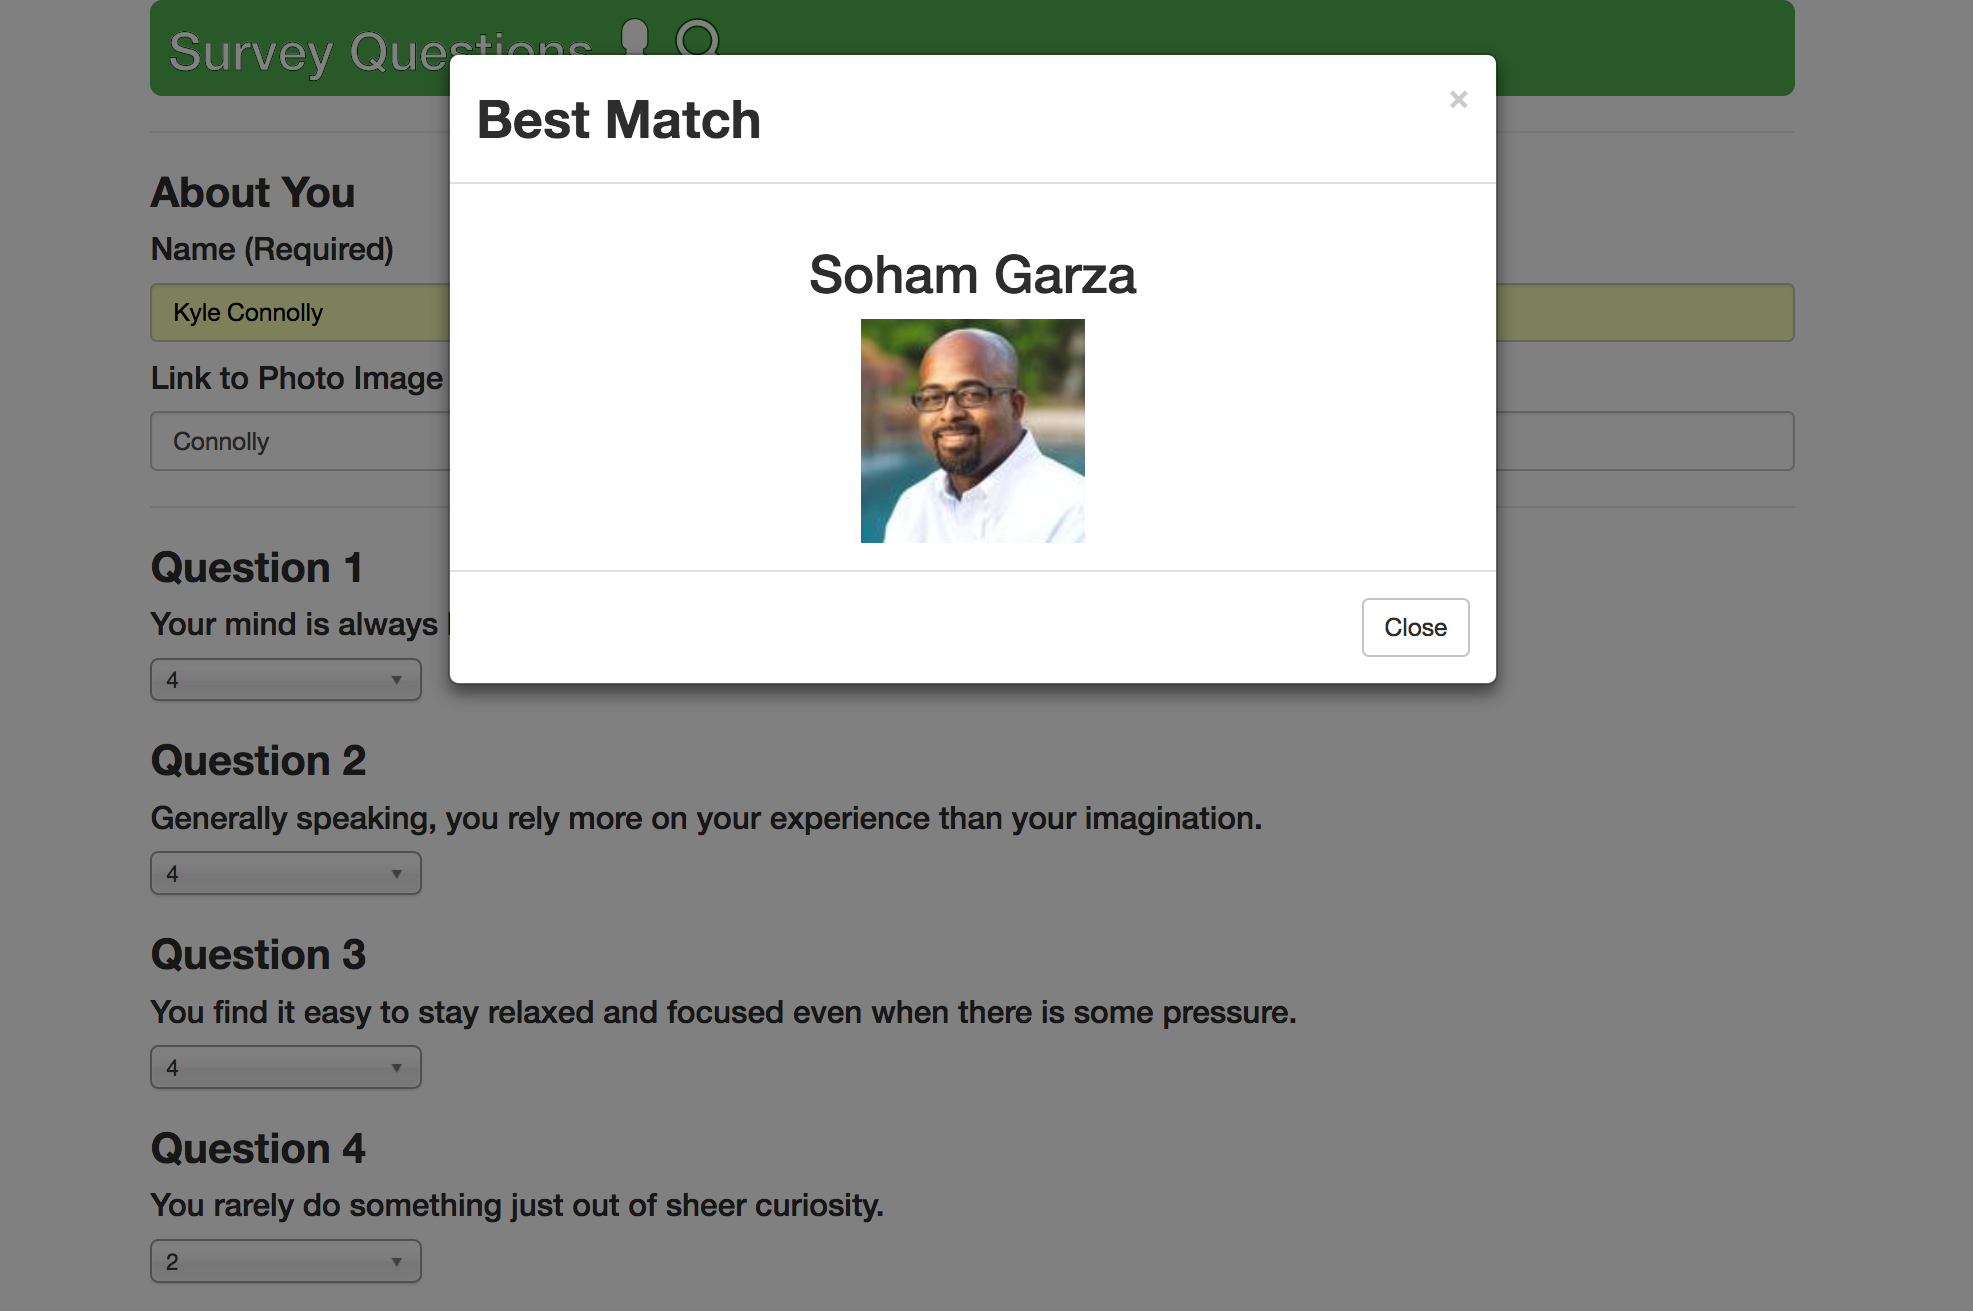 Survey Questions
Best Match
×
About You
Name (Required)
Kyle Connolly
Soham Garza
Link to Photo Image
Connolly
Question 1
Your mind is always
4
Close
Question 2
Generally speaking, you rely more on your experience than your imagination.
4
Question 3
You find it easy to stay relaxed and focused even when there is some pressure.
4
Question 4
You rarely do something just out of sheer curiosity.
2